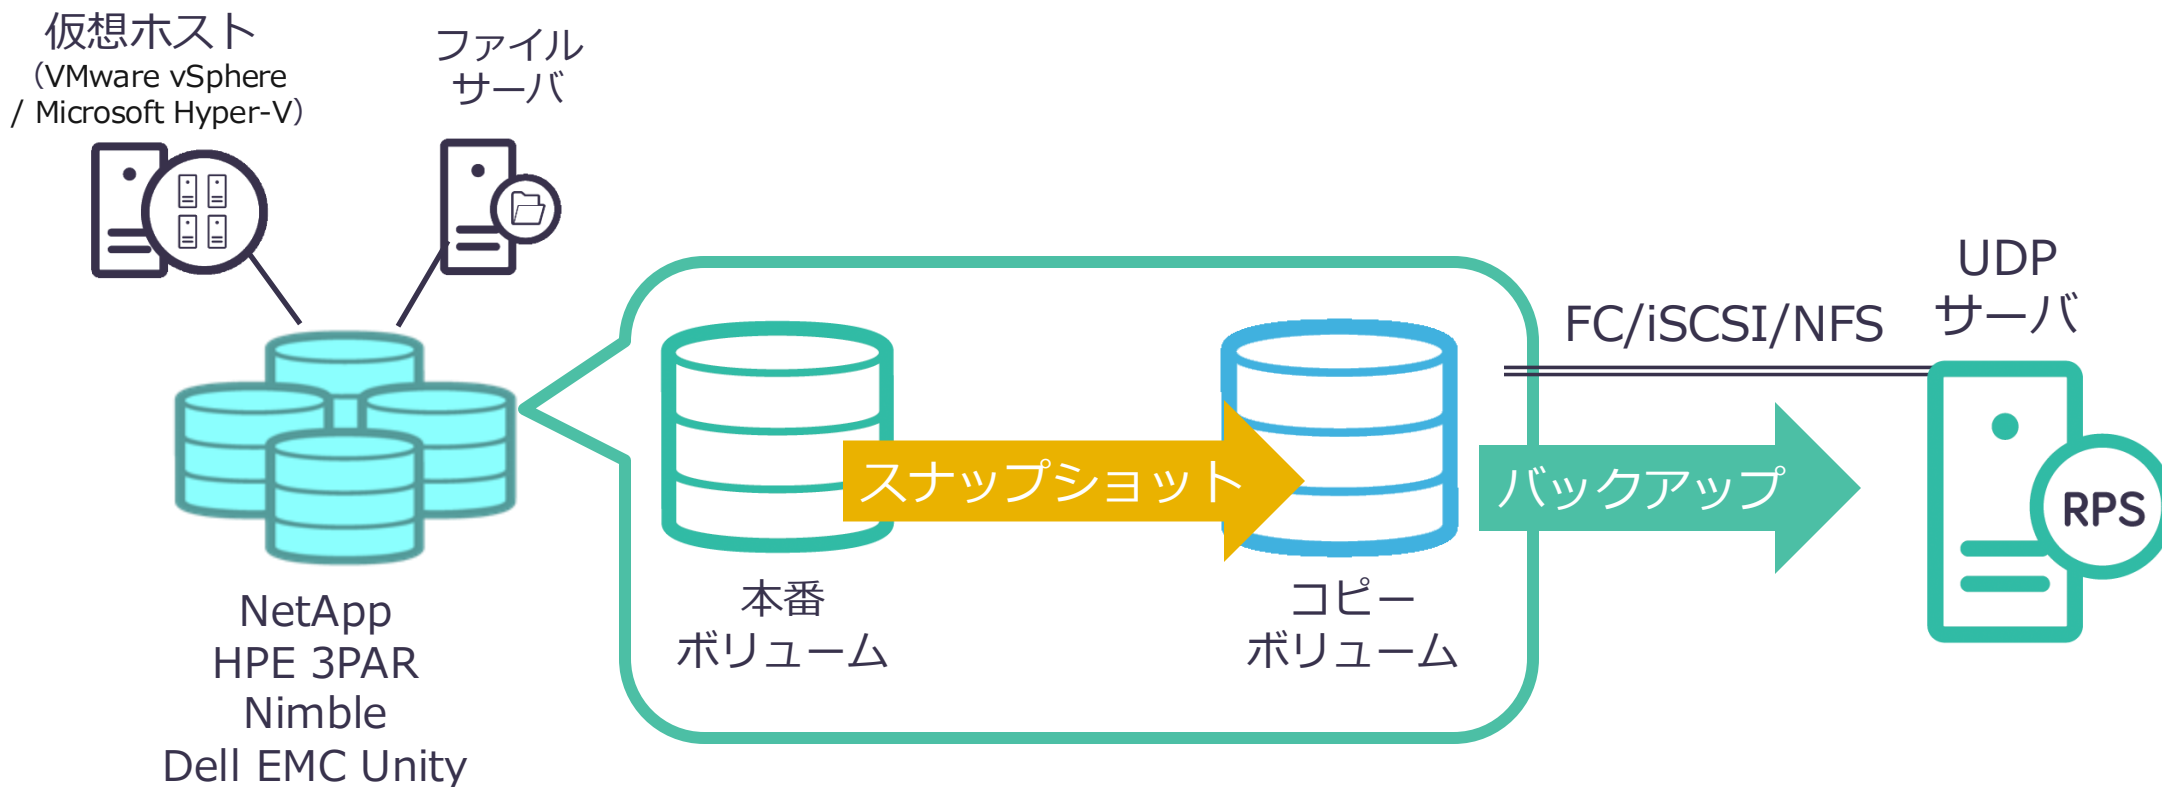 仮想ホスト
（VMware vSphere
/ Microsoft Hyper-V）
ファイル
サーバ
NetApp
HPE 3PAR
Nimble
Dell EMC Unity
スナップショット
本番
ボリューム
コピー
ボリューム
バックアップ
FC/iSCSI/NFS
UDP
サーバ
RPS